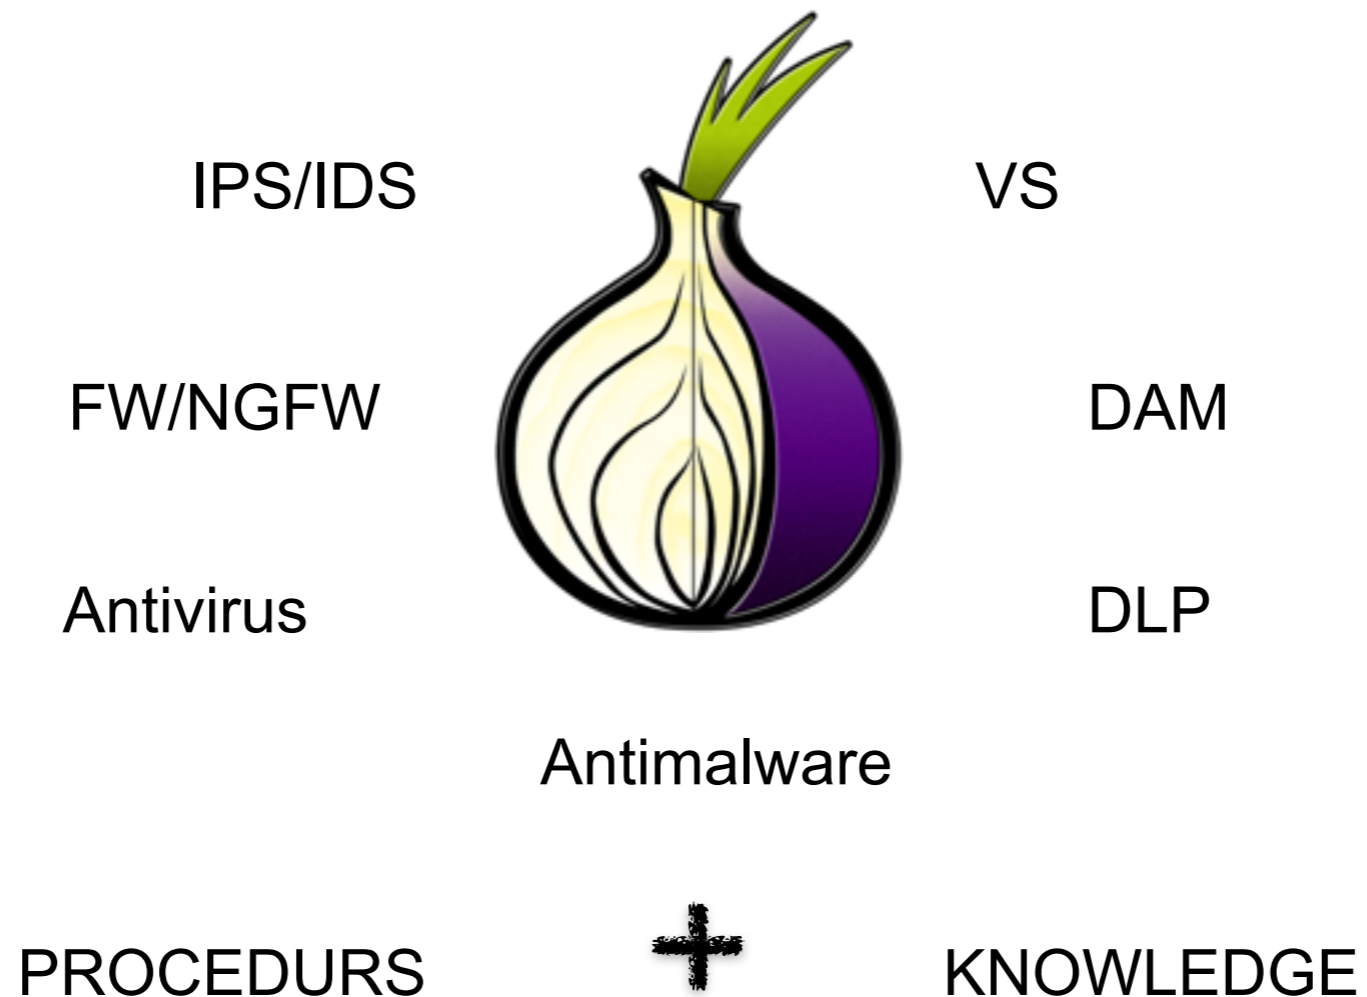 IPS/IDS
VS
FW/NGFW
DAM
Antivirus
DLP
Antimalware
PROCEDURS + KNOWLEDGE